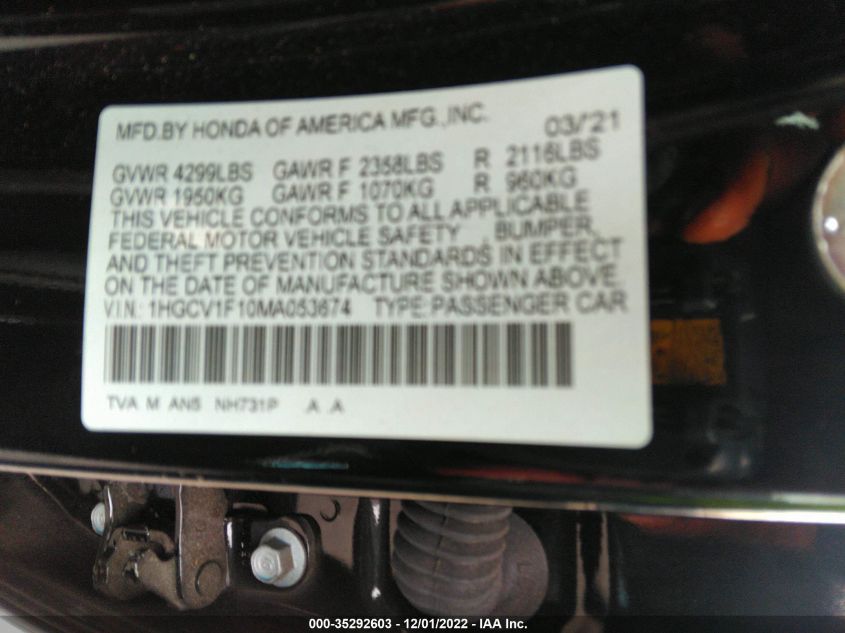 MFD.BY HONDA OF AMERICA MFG.,INC. 03/21
GVWR 4299LBS GAWR F 2358LBS R 2116LBS
GVWR 1950KG GAWR F 1070KG R 960KG
THIS VEHICLE CONFORMS TO ALL APPLICABLE
FEDERAL MOTOR VEHICLE SAFETY, BUMPER,
AND THEFT PREVENTION STANDARDS IN EFFECT
ON THE DATE OF MANUFACTURE SHOWN ABOVE.
V.I.N.: 1HGCV1F10MA053674 TYPE: PASSENGER CAR
TVA M AN5 NH731P A A
000-35292603 - 12/01/2022 - IAA Inc.